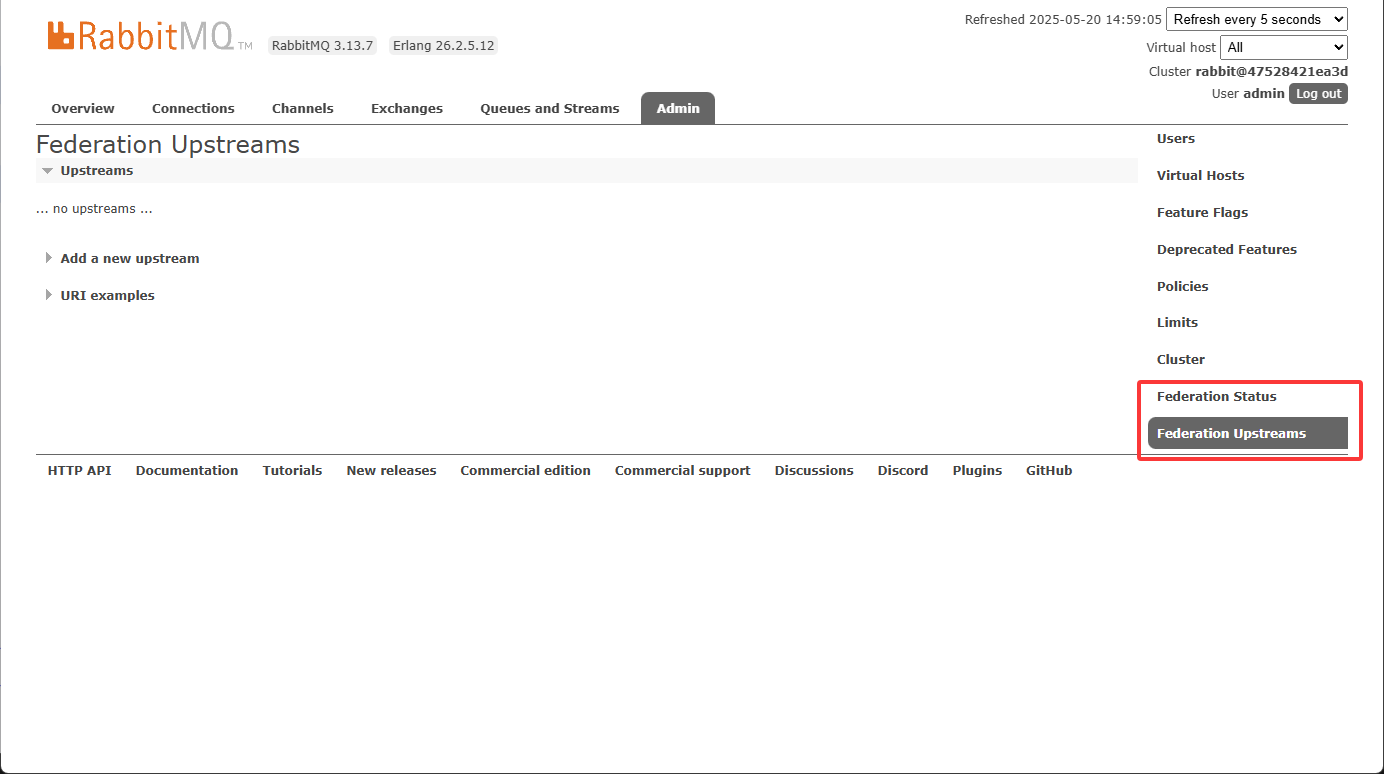 RabbitMQ TM RabbitMQ 3.13.7 Erlang 26.2.5.12
Refreshed 2025-05-20 14:59:05 Refresh every 5 seconds
Virtual host All
Cluster rabbit@47528421ea3d
User admin Log out
Overview Connections Channels Exchanges Queues and Streams Admin
Federation Upstreams
Upstreams
... no upstreams ...
Add a new upstream
URI examples
Users
Virtual Hosts
Feature Flags
Deprecated Features
Policies
Limits
Cluster
Federation Status
Federation Upstreams
HTTP API Documentation Tutorials New releases Commercial edition Commercial support Discussions Discord Plugins GitHub